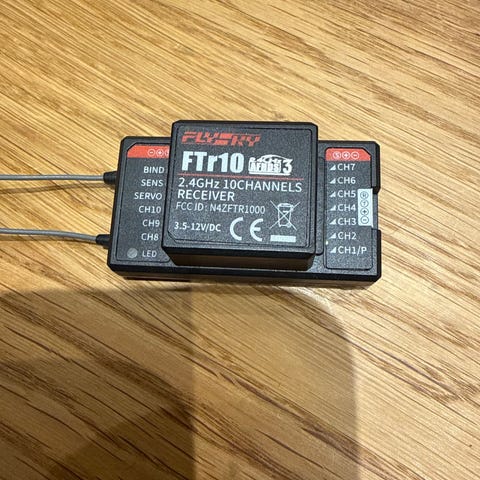 FLYSKY
FTr10 AFHDS 3
2.4GHz 10CHANNELS
RECEIVER
FCC ID: N4ZFTR1000
3.5-12V/DC CE
BIND
SENS
SERVO
CH10
CH9
CH8
LED
CH7
CH6
CH5
CH4
CH3
CH2
CH1/P